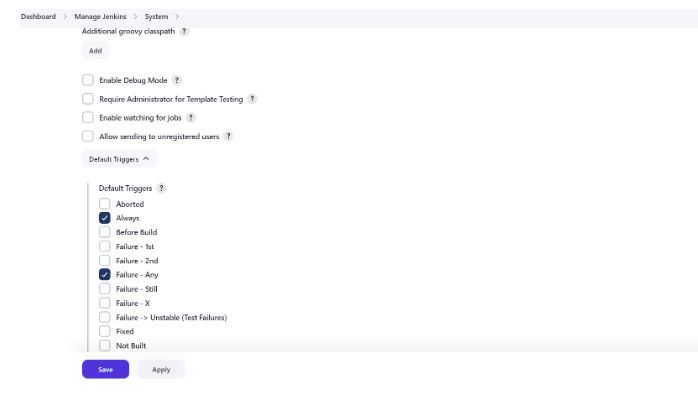 Dashboard > Manage Jenkins > System >
Additional groovy classpath ?
Add
Enable Debug Mode ?
Require Administrator for Template Testing ?
Enable watching for jobs ?
Allow sending to unregistered users ?
Default Triggers
Default Triggers ?
Aborted
Always
Before Build
Failure - 1st
Failure - 2nd
Failure - Any
Failure - Still
Failure - X
Failure -> Unstable (Test Failures)
Fixed
Not Built
Save Apply